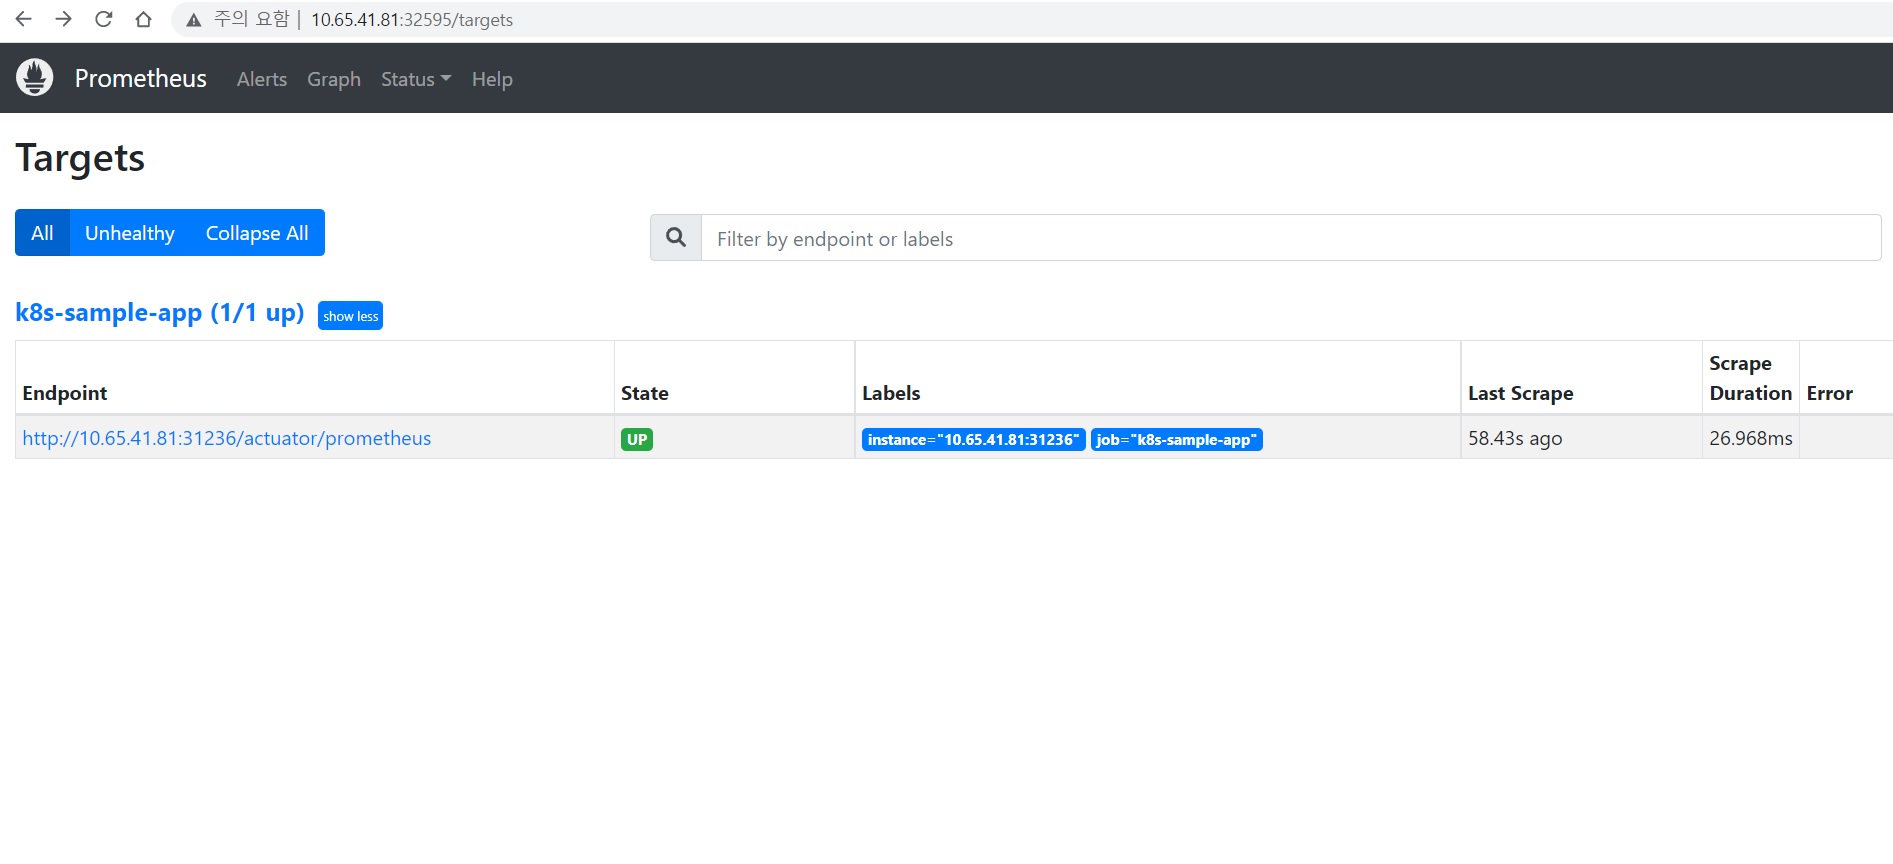 주의 요함 | 10.65.41.81:32595/targets
Prometheus Alerts Graph Status Help
Targets
All Unhealthy Collapse All
Filter by endpoint or labels
k8s-sample-app (1/1 up) show less
Endpoint State Labels Last Scrape Scrape Duration Error
http://10.65.41.81:31236/actuator/prometheus UP instance="10.65.41.81:31236" job="k8s-sample-app" 58.43s ago 26.968ms